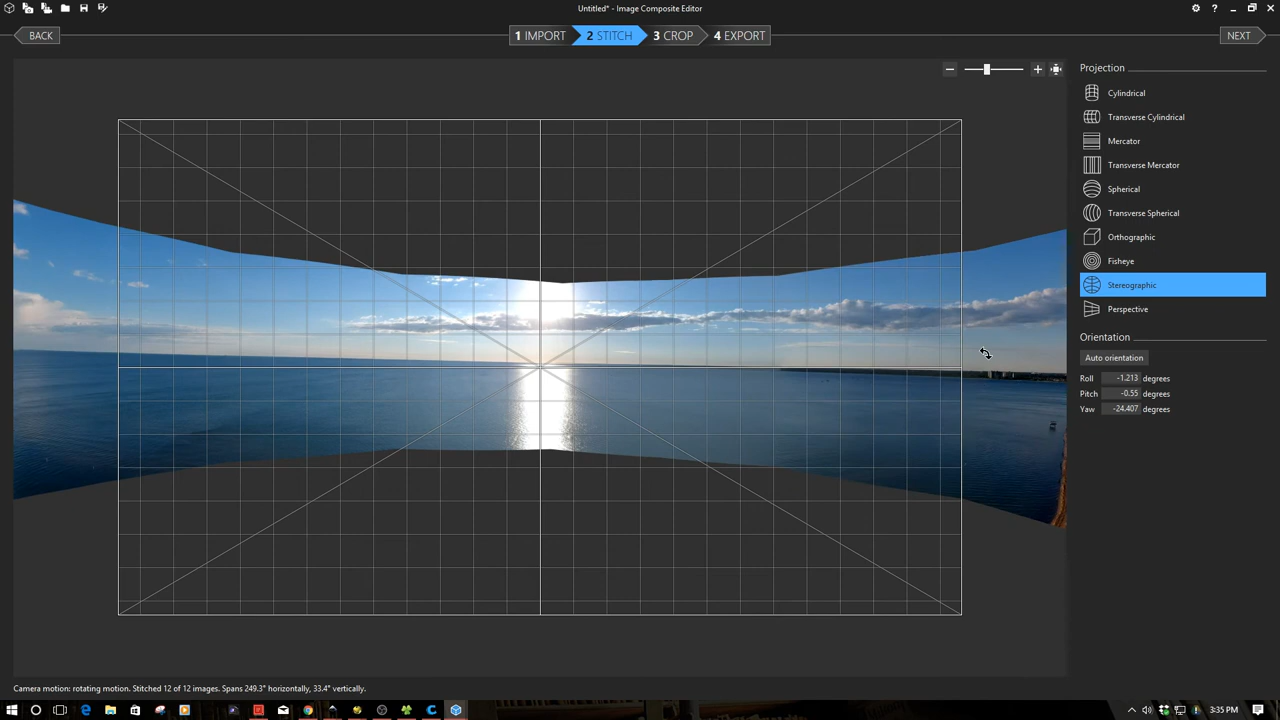 Untitled* - Image Composite Editor
BACK
1 IMPORT
2 STITCH
3 CROP
4 EXPORT
NEXT
Projection
Cylindrical
Transverse Cylindrical
Mercator
Transverse Mercator
Spherical
Transverse Spherical
Orthographic
Fisheye
Stereographic
Perspective
Orientation
Auto orientation
Roll -1.213 degrees
Pitch -0.55 degrees
Yaw -24.407 degrees
Camera motion: rotating motion. Stitched 12 of 12 images. Spans 249.3° horizontally, 33.4° vertically.
3:35 PM